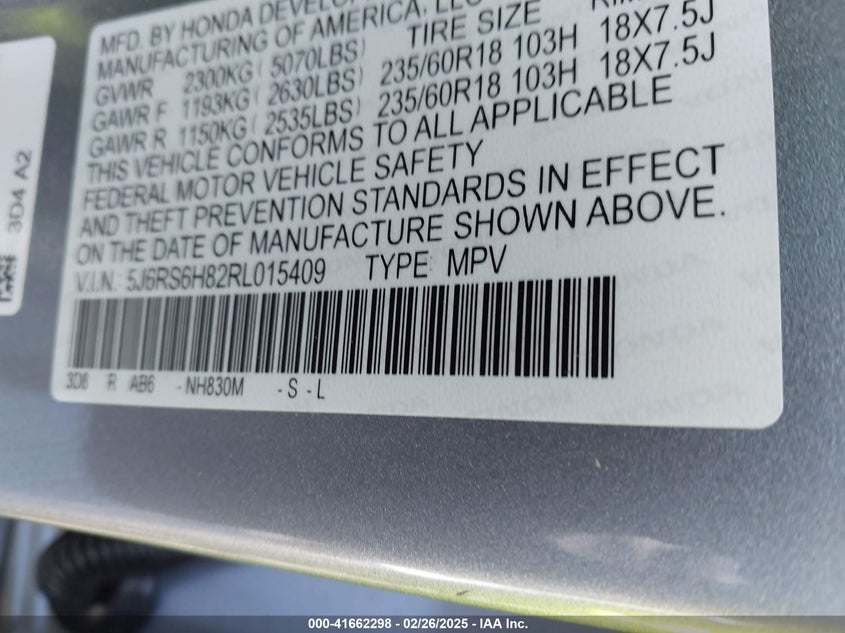 MFD. BY HONDA DEVELO
MANUFACTURING OF AMERICA, LLC
TIRE SIZE
GVWR 2300KG ( 5070LBS)
GAWR F 1193KG ( 2630LBS) 235/60R18 103H 18X7.5J
GAWR R 1150KG ( 2535LBS) 235/60R18 103H 18X7.5J
THIS VEHICLE CONFORMS TO ALL APPLICABLE
FEDERAL MOTOR VEHICLE SAFETY
AND THEFT PREVENTION STANDARDS IN EFFECT
ON THE DATE OF MANUFACTURE SHOWN ABOVE.
V.I.N.: 5J6RS6H82RL015409 TYPE: MPV
3D8 R AB6 -NH830M -S-L
3D4 A2
000-41662298 - 02/26/2025 - IAA Inc.